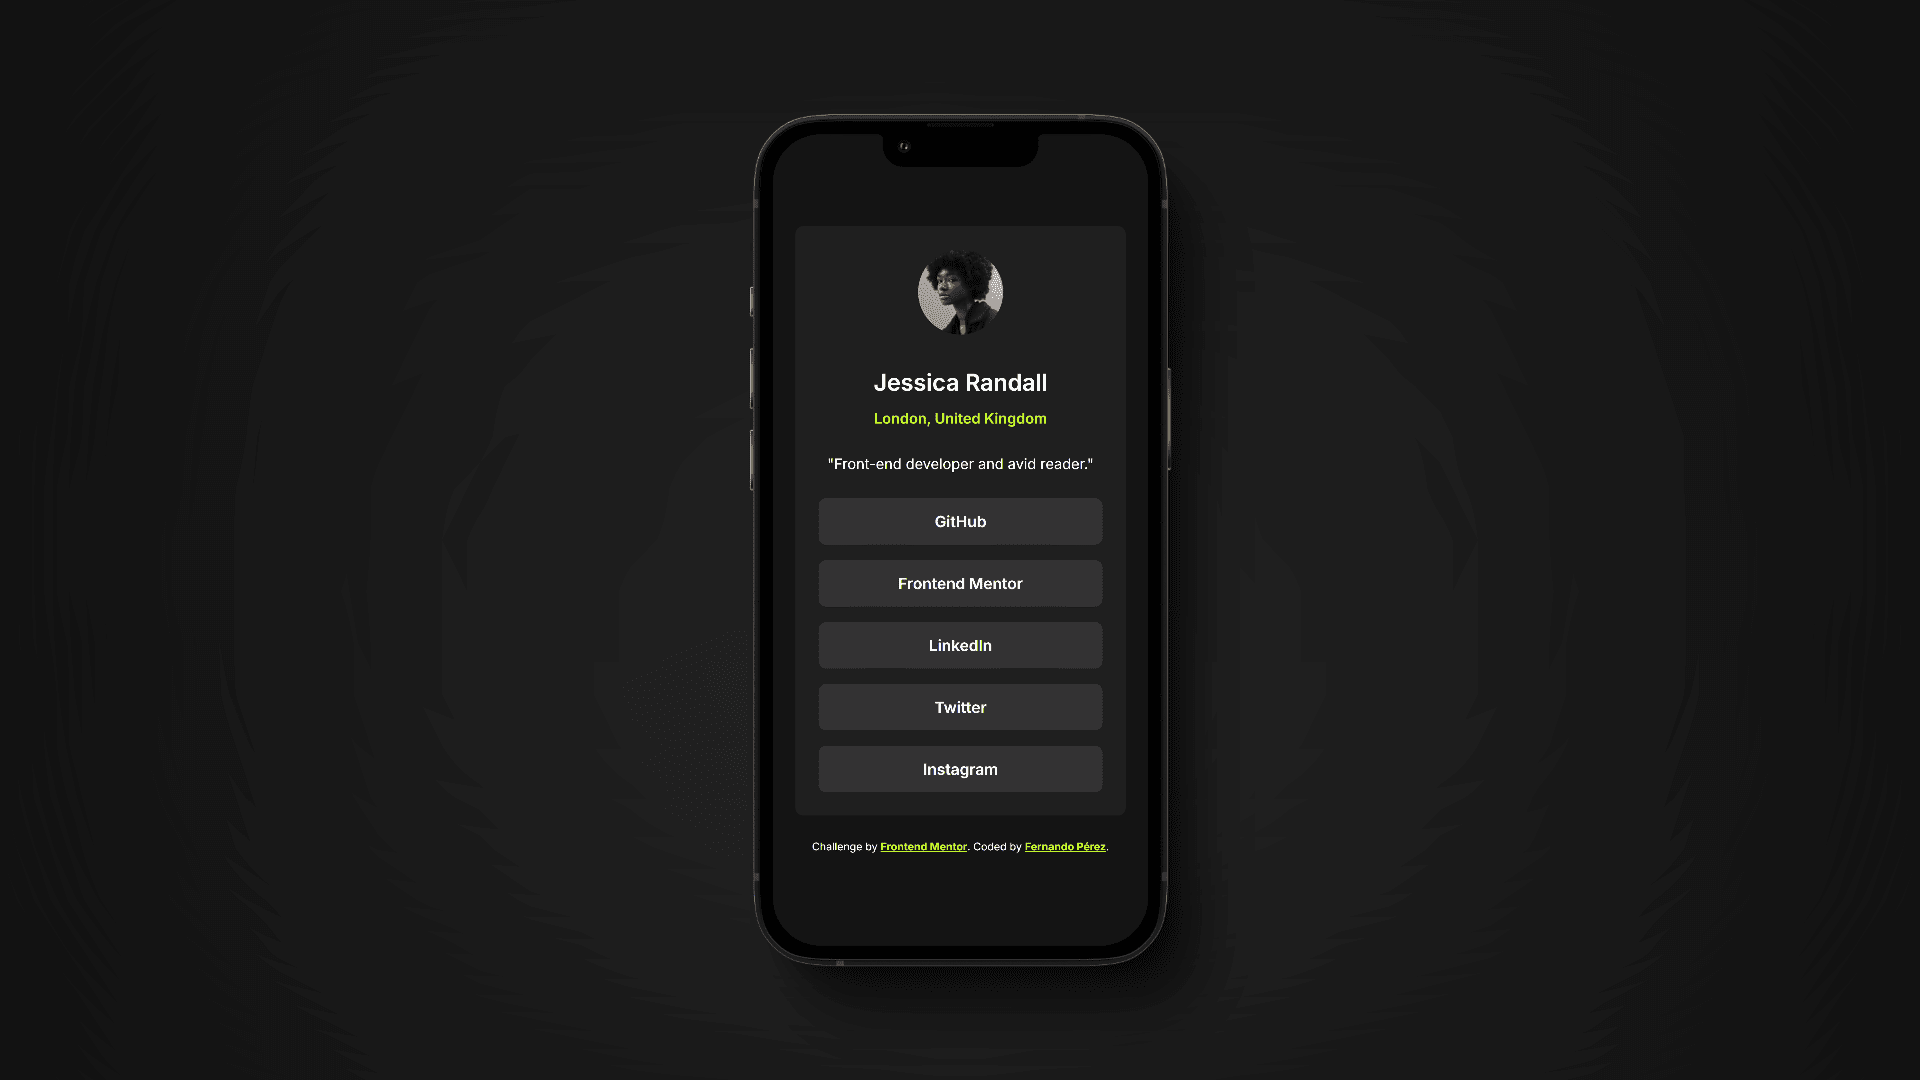 Jessica Randall
London, United Kingdom
"Front-end developer and avid reader."
GitHub
Frontend Mentor
LinkedIn
Twitter
Instagram
Challenge by Frontend Mentor. Coded by Fernando Pérez.